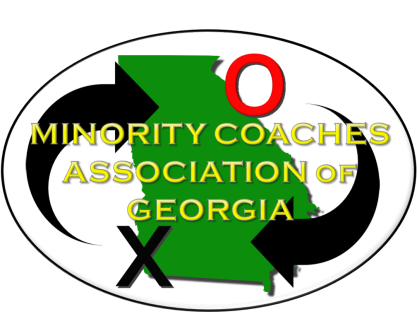 O
MINORITY COACHES
ASSOCIATION OF
GEORGIA
X